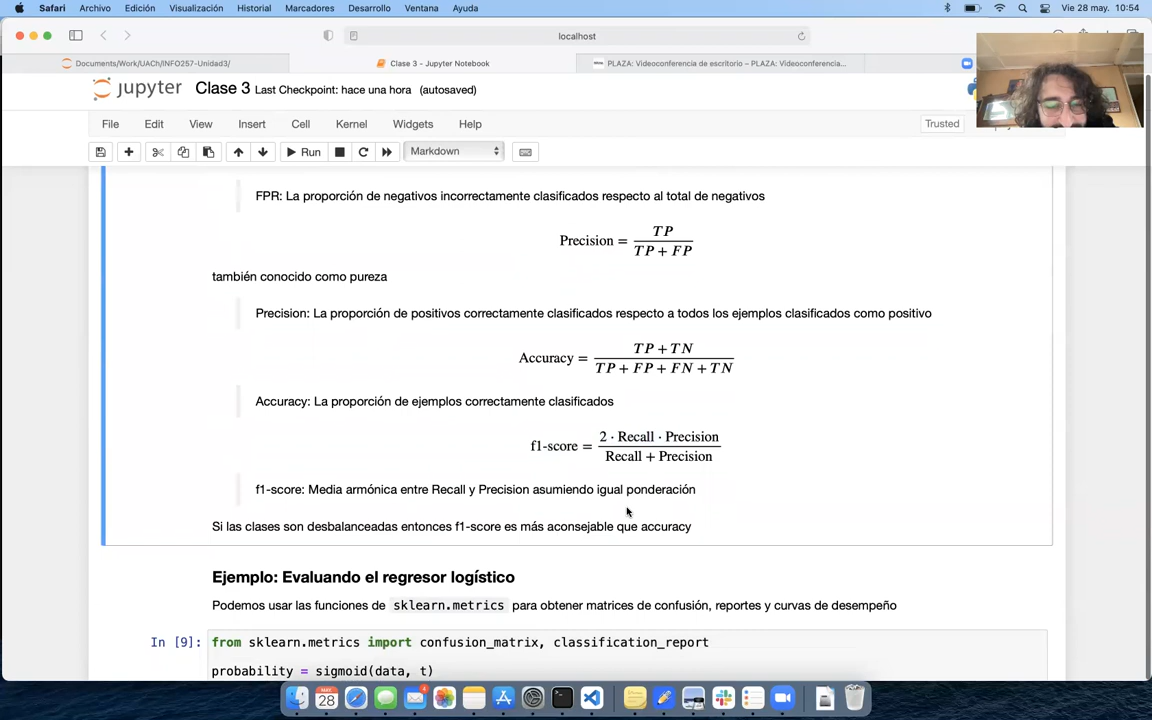 Safari Archivo Edición Visualización Historial Marcadores Desarrollo Ventana Ayuda Vie 28 may. 10:54
localhost
Documents/Work/UACh/INFO257-Unidad3/ Clase 3 - Jupyter Notebook PLAZA: Videoconferencia de escritorio – PLAZA: Videoconferencia...
jupyter Clase 3 Last Checkpoint: hace una hora (autosaved)
File Edit View Insert Cell Kernel Widgets Help Trusted
Run Markdown
FPR: La proporción de negativos incorrectamente clasificados respecto al total de negativos
Precision = TP / (TP + FP)
también conocido como pureza
Precision: La proporción de positivos correctamente clasificados respecto a todos los ejemplos clasificados como positivo
Accuracy = (TP + TN) / (TP + FP + FN + TN)
Accuracy: La proporción de ejemplos correctamente clasificados
f1-score = (2 · Recall · Precision) / (Recall + Precision)
f1-score: Media armónica entre Recall y Precision asumiendo igual ponderación
Si las clases son desbalanceadas entonces f1-score es más aconsejable que accuracy
Ejemplo: Evaluando el regresor logístico
Podemos usar las funciones de sklearn.metrics para obtener matrices de confusión, reportes y curvas de desempeño
In [9]: from sklearn.metrics import confusion_matrix, classification_report
probability = sigmoid(data, t)
MAY.
28
4